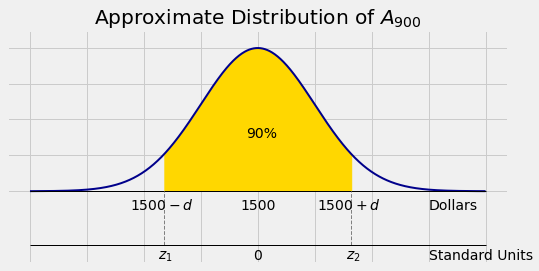 Approximate Distribution of A₉₀₀
90%
1500 − d 1500 1500 + d Dollars
z₁ 0 z₂ Standard Units